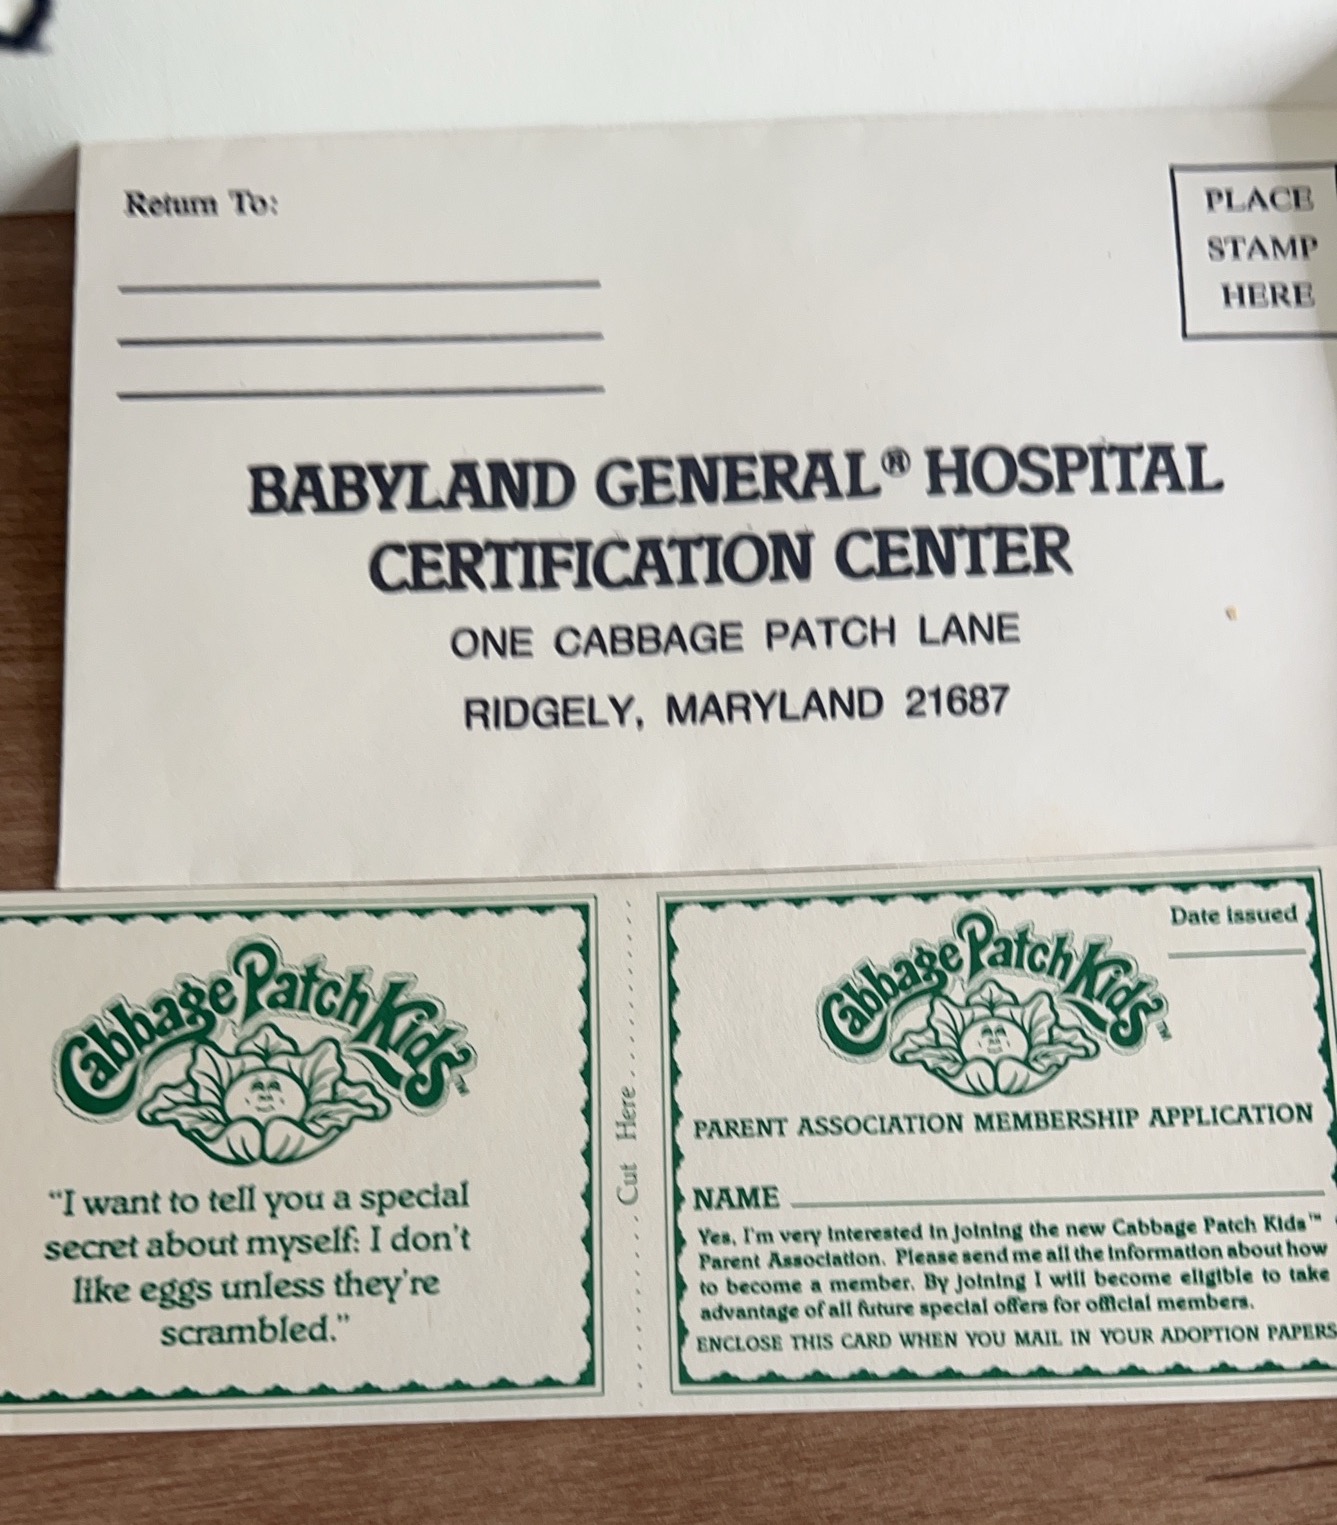 Return To:
PLACE
STAMP
HERE
BABYLAND GENERAL® HOSPITAL
CERTIFICATION CENTER
ONE CABBAGE PATCH LANE
RIDGELY, MARYLAND 21687
Cabbage Patch Kids™
"I want to tell you a special
secret about myself: I don't
like eggs unless they're
scrambled."
Cut Here
Date issued
Cabbage Patch Kids™
PARENT ASSOCIATION MEMBERSHIP APPLICATION
NAME
Yes, I'm very interested in joining the new Cabbage Patch Kids™
Parent Association. Please send me all the information about how
to become a member. By joining I will become eligible to take
advantage of all future special offers for official members.
ENCLOSE THIS CARD WHEN YOU MAIL IN YOUR ADOPTION PAPERS